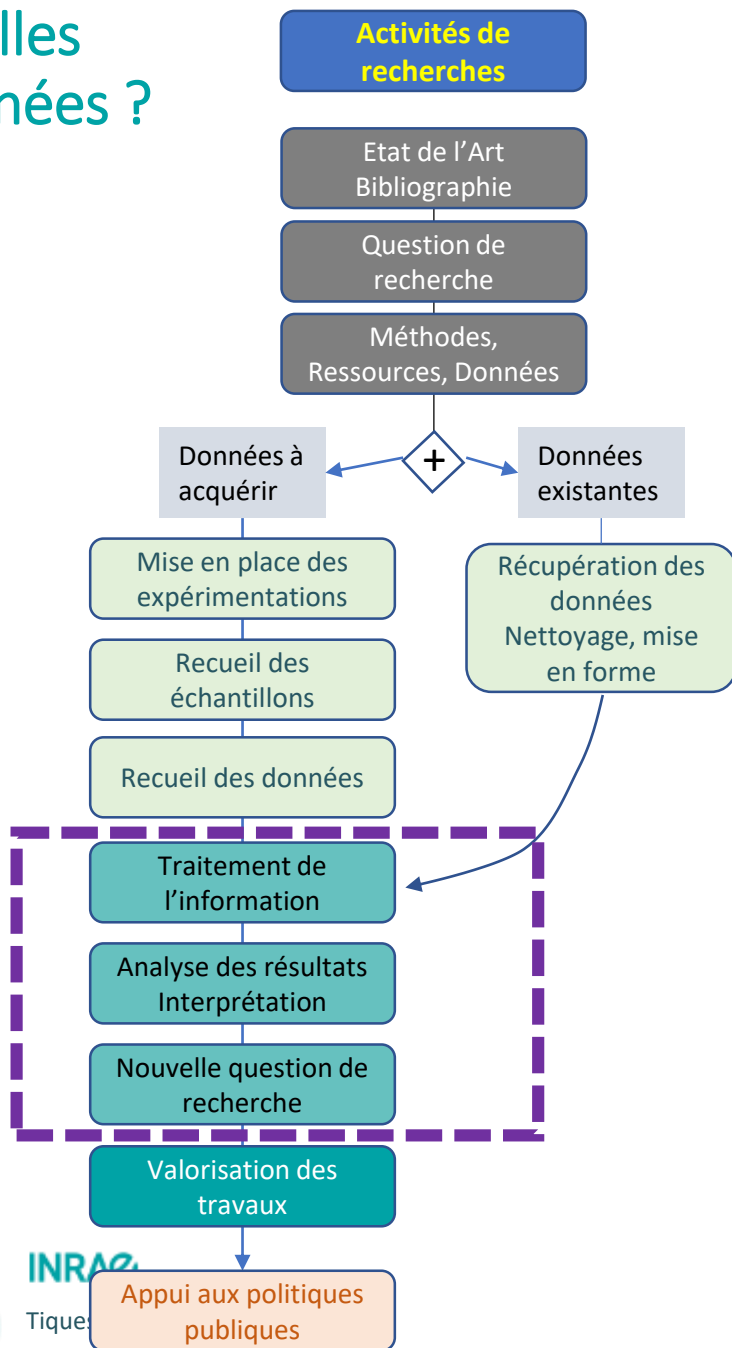 lles
nées ?
Activités de
recherches
Etat de l’Art
Bibliographie
Question de
recherche
Méthodes,
Ressources, Données
+
Données à
acquérir
Données
existantes
Mise en place des
expérimentations
Récupération des
données
Nettoyage, mise
en forme
Recueil des
échantillons
Recueil des données
Traitement de
l’information
Analyse des résultats
Interprétation
Nouvelle question de
recherche
Valorisation des
travaux
INRAE
Tiques
Appui aux politiques
publiques